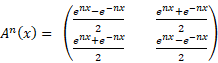 Aⁿ(x) = ( (eⁿˣ−e⁻ⁿˣ)/2 (eⁿˣ+e⁻ⁿˣ)/2
(eⁿˣ+e⁻ⁿˣ)/2 (eⁿˣ−e⁻ⁿˣ)/2 )